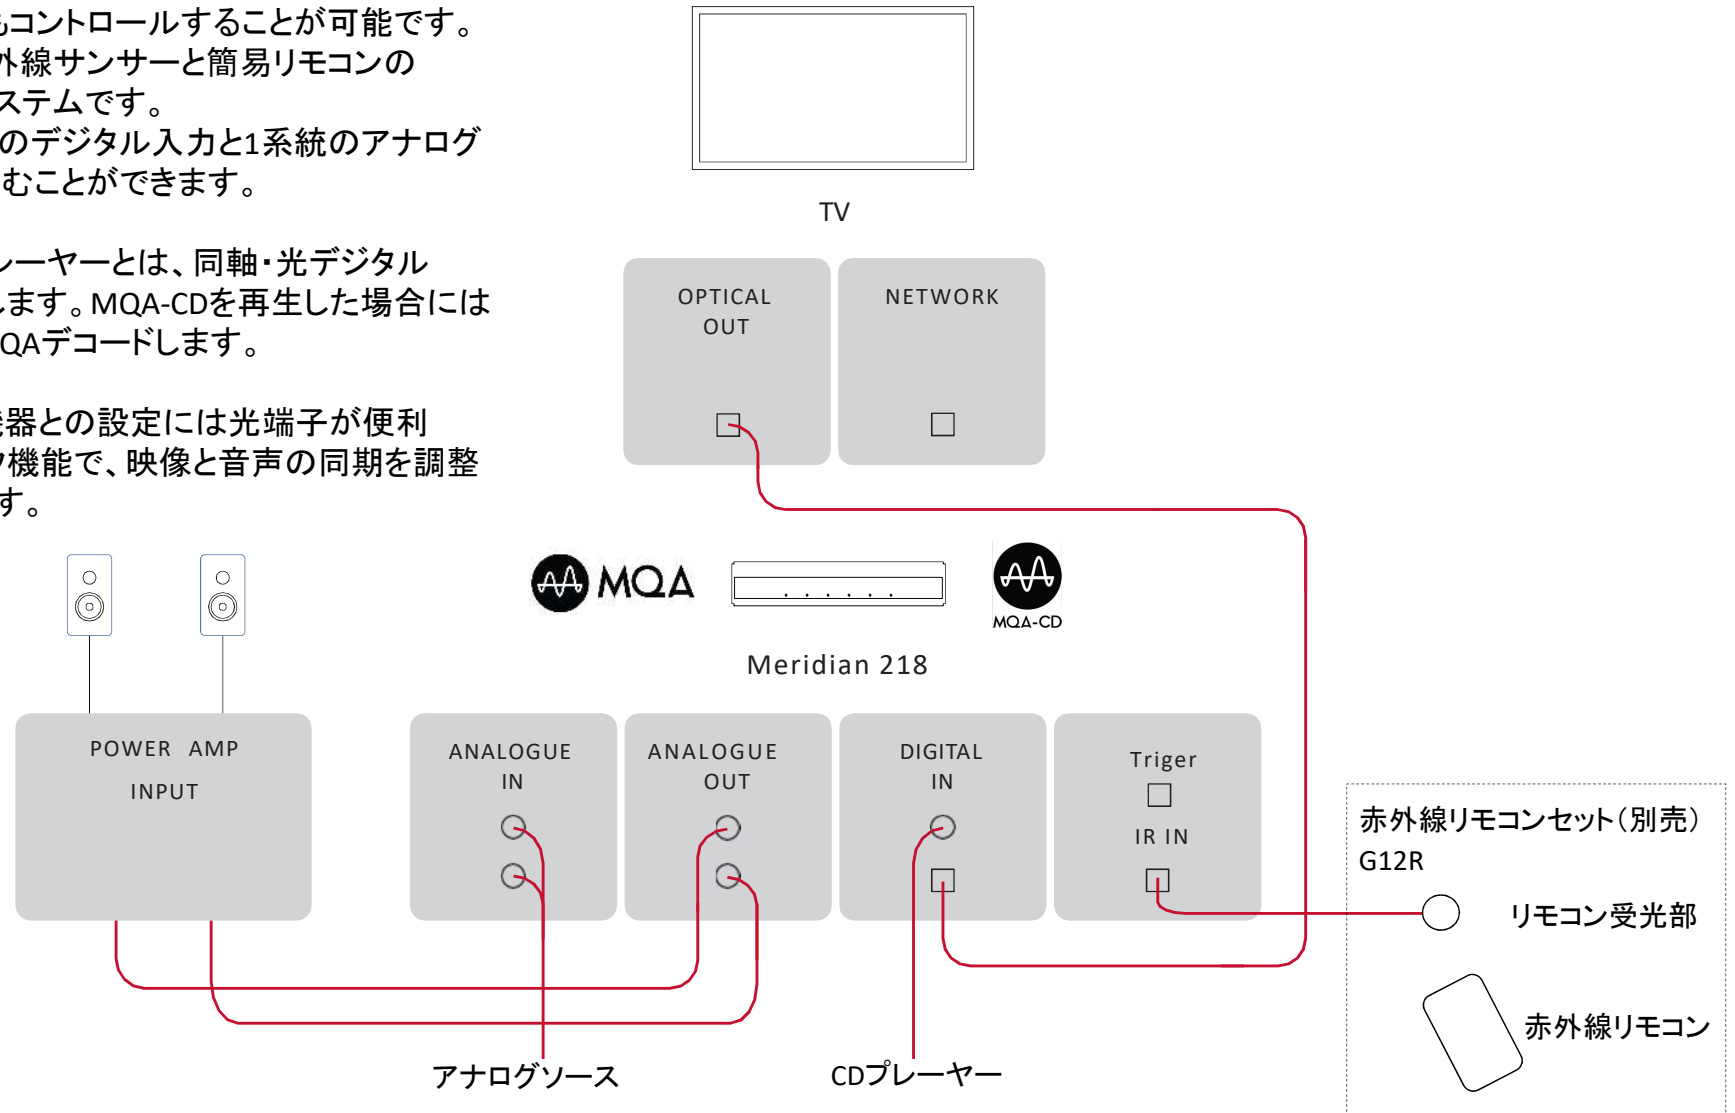 もコントロールすることが可能です。
外線サンサーと簡易リモコンの
ステムです。
のデジタル入力と1系統のアナログ
むことができます。
レーヤーとは、同軸・光デジタル
します。MQA-CDを再生した場合には
QAデコードします。
機器との設定には光端子が便利
ク機能で、映像と音声の同期を調整
す。
TV
OPTICAL
OUT
NETWORK
MQA
MQA-CD
Meridian 218
POWER AMP
INPUT
ANALOGUE
IN
ANALOGUE
OUT
DIGITAL
IN
Triger
IR IN
赤外線リモコンセット（別売）
G12R
リモコン受光部
赤外線リモコン
アナログソース
CDプレーヤー